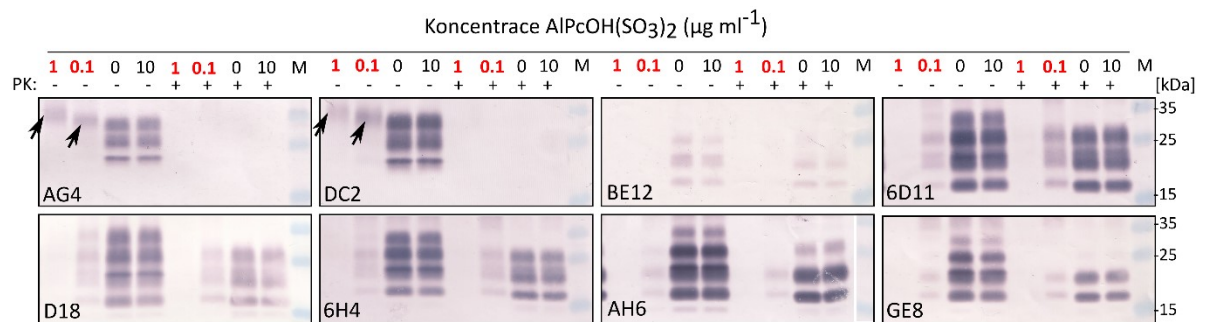 Koncentrace AlPcOH(SO3)2 (µg ml-1)
1 0.1 0 10 1 0.1 0 10 M 1 0.1 0 10 1 0.1 0 10 M 1 0.1 0 10 1 0.1 0 10 M 1 0.1 0 10 1 0.1 0 10 M
PK: - - - - + + + + - - - - + + + + - - - - + + + + - - - - + + + + [kDa]
35
25
15
AG4 DC2 BE12 6D11
35
25
15
D18 6H4 AH6 GE8